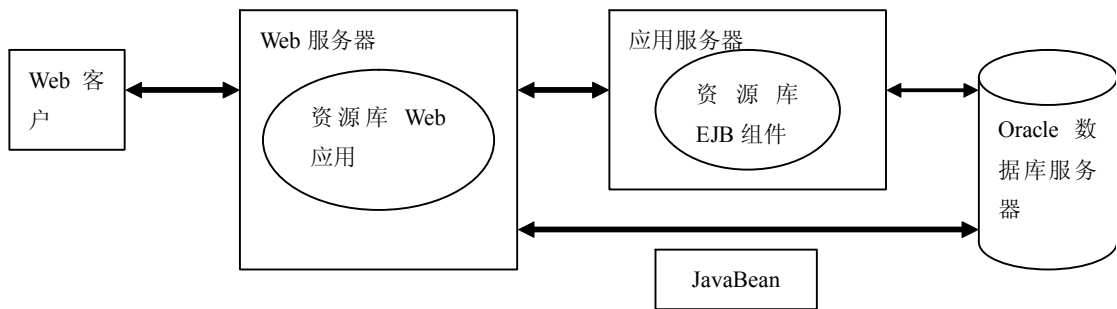 Web 客
户
Web 服务器
资源库 Web
应用
应用服务器
资源库
EJB 组件
Oracle 数
据库服务
器
JavaBean